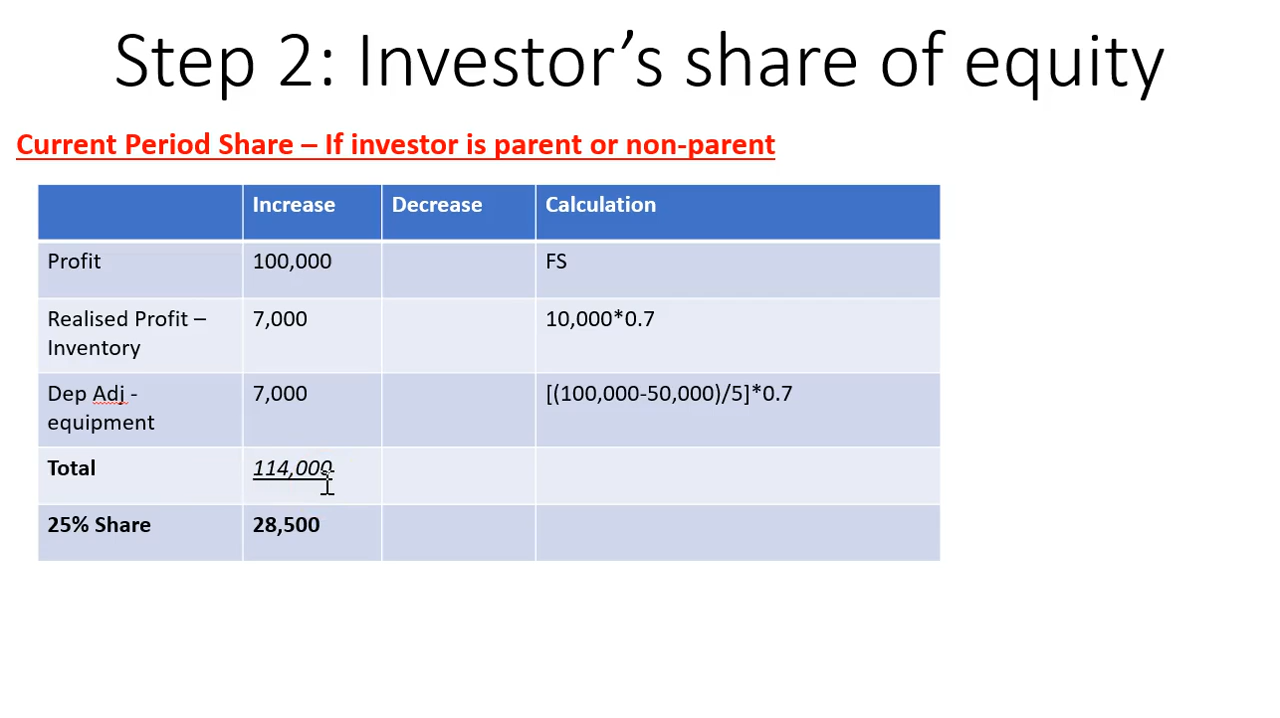 Step 2: Investor’s share of equity
Current Period Share – If investor is parent or non-parent
Increase Decrease Calculation
Profit 100,000 FS
Realised Profit – 7,000 10,000*0.7
Inventory
Dep Adj - 7,000 [(100,000-50,000)/5]*0.7
equipment
Total 114,000
25% Share 28,500